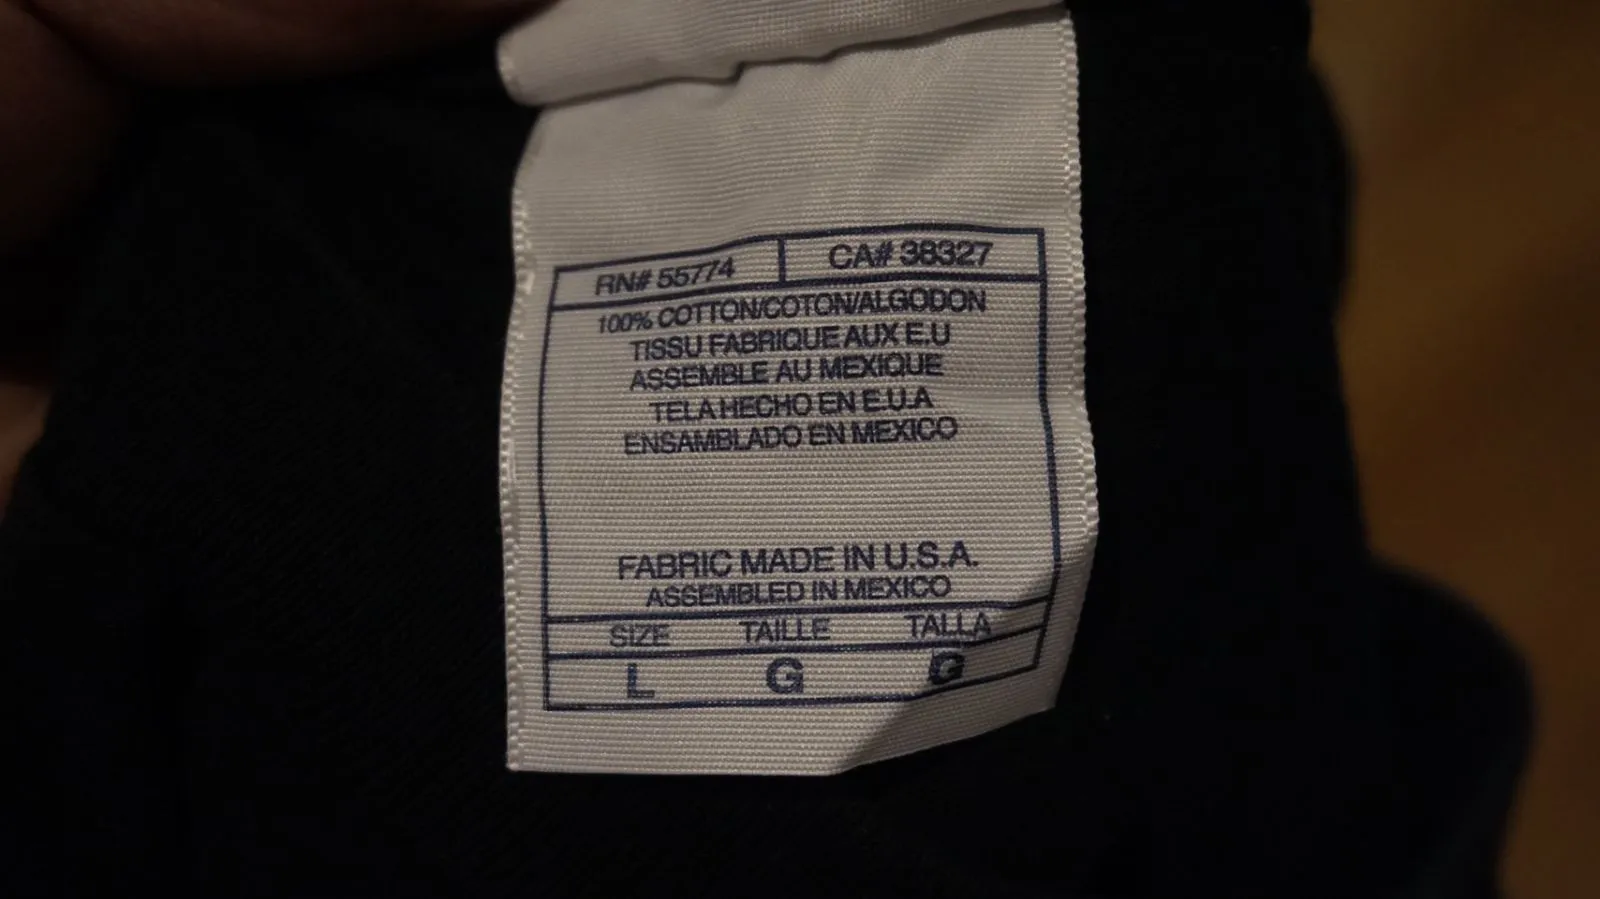 RN# 55774 CA# 38327
100% COTTON/COTON/ALGODON
TISSU FABRIQUE AUX E.U
ASSEMBLE AU MEXIQUE
TELA HECHO EN E.U.A
ENSAMBLADO EN MEXICO
FABRIC MADE IN U.S.A.
ASSEMBLED IN MEXICO
SIZE TAILLE TALLA
L G G